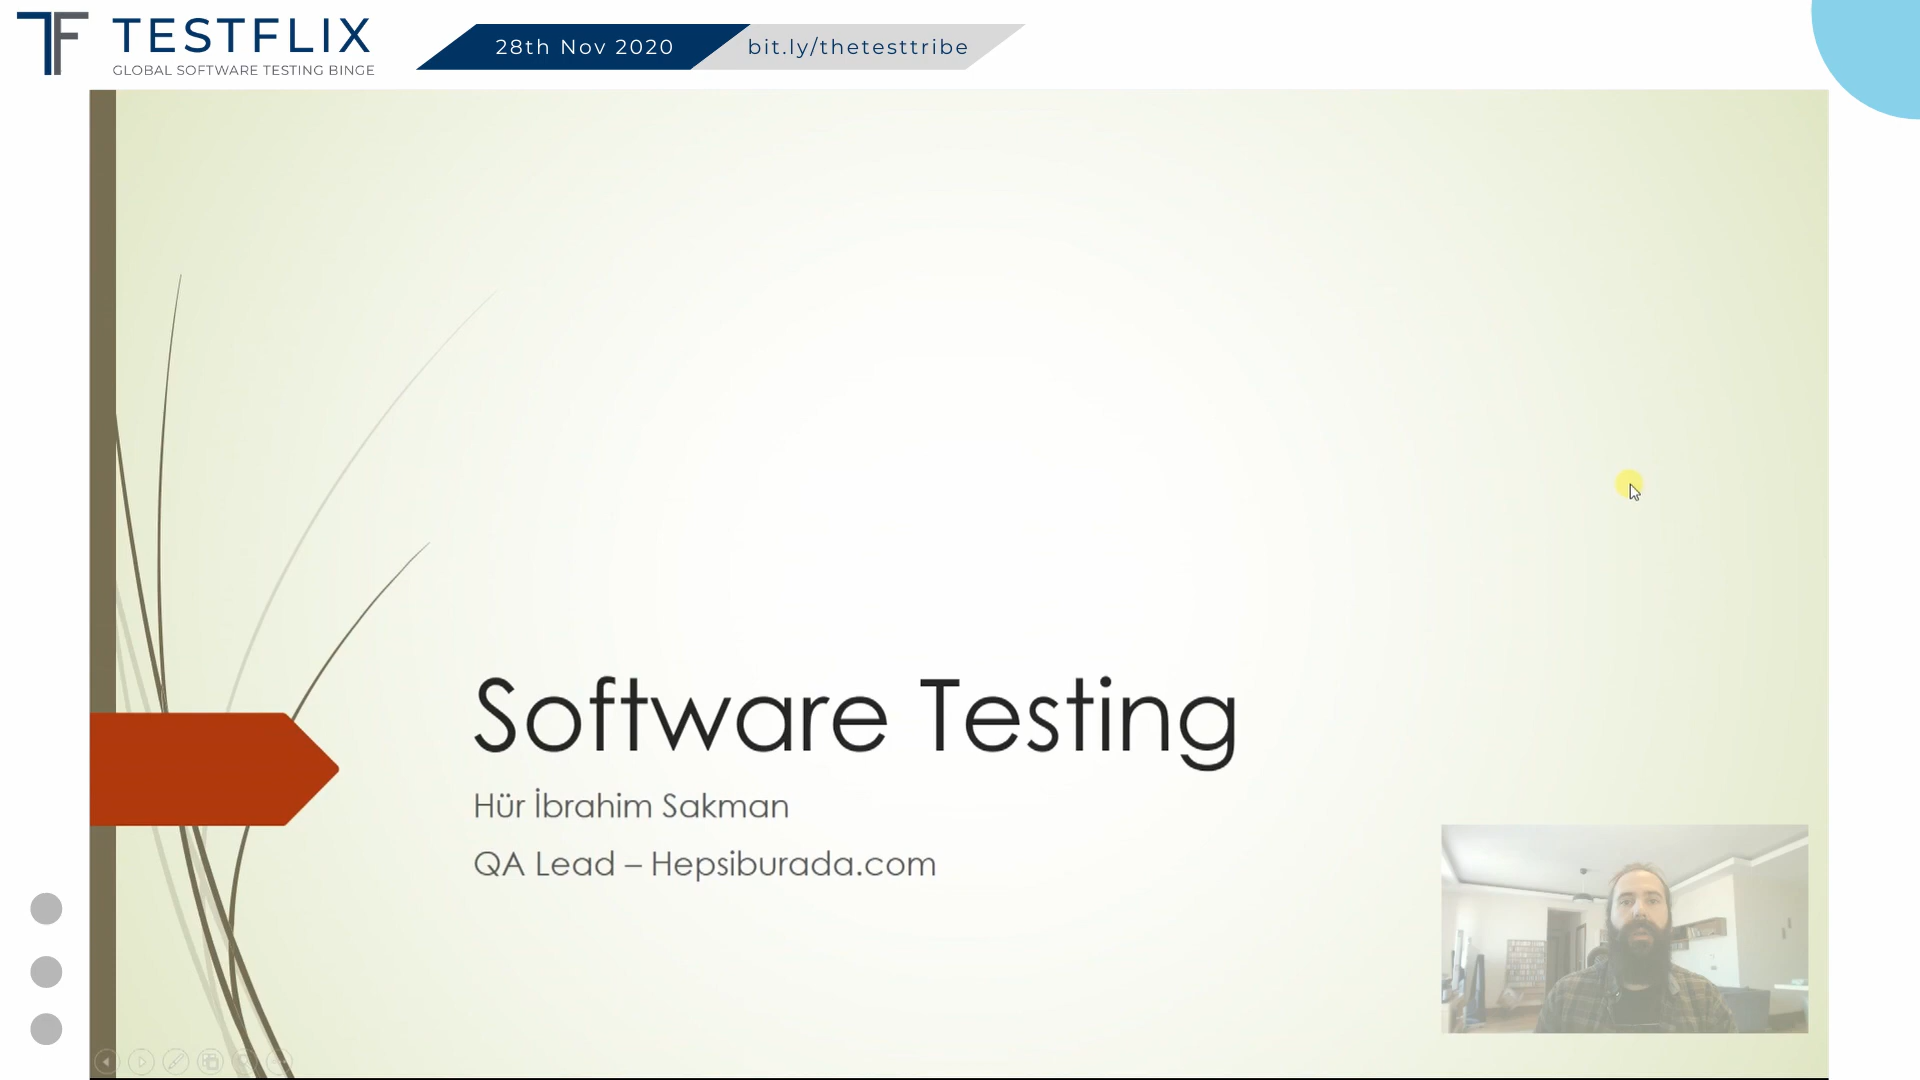 TF
TESTFLIX
GLOBAL SOFTWARE TESTING BINGE
28th Nov 2020
bit.ly/thetesttribe
Software Testing
Hür İbrahim Sakman
QA Lead – Hepsiburada.com